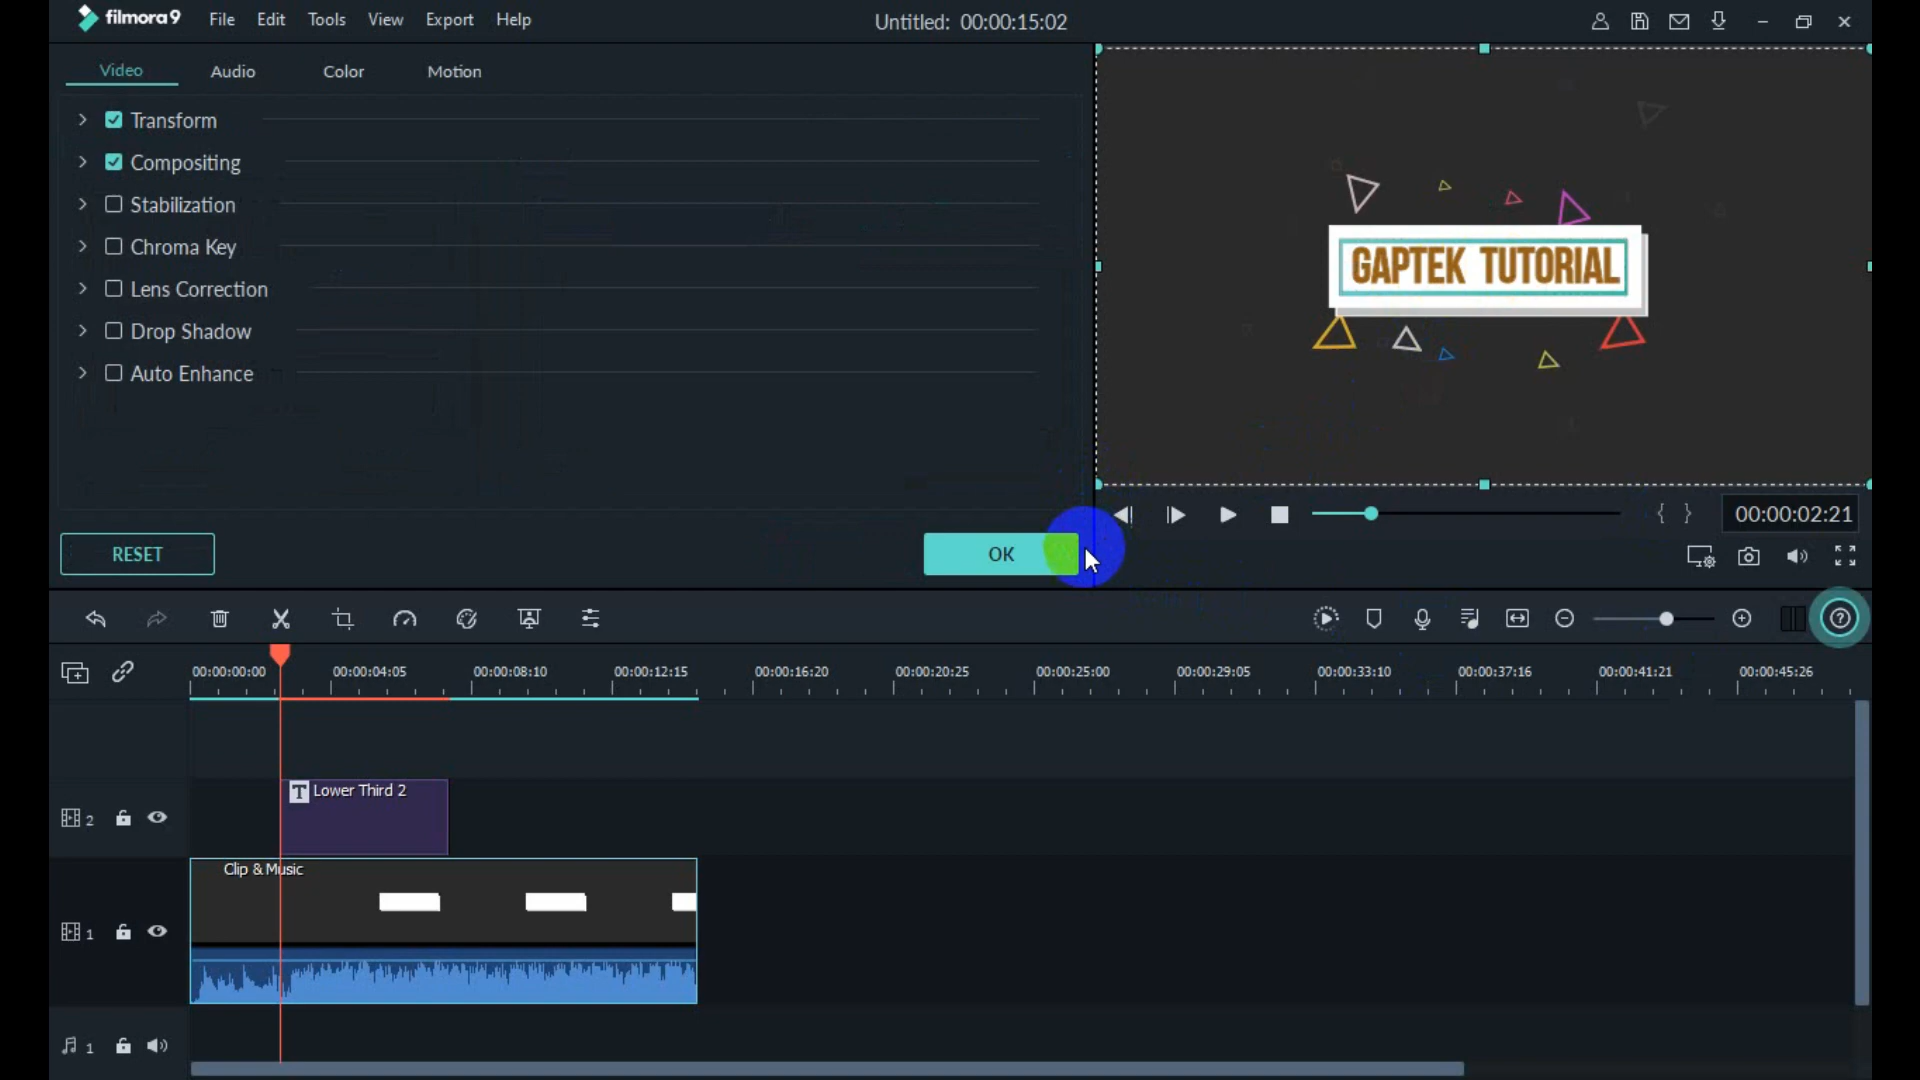 filmora9 File Edit Tools View Export Help Untitled: 00:00:15:02
Video Audio Color Motion
Transform
Compositing
Stabilization
Chroma Key
Lens Correction
Drop Shadow
Auto Enhance
GAPTEK TUTORIAL
RESET OK
00:00:02:21
00:00:00:00 00:00:04:05 00:00:08:10 00:00:12:15 00:00:16:20 00:00:20:25 00:00:25:00 00:00:29:05 00:00:33:10 00:00:37:16 00:00:41:21 00:00:45:26
T Lower Third 2
2
Clip & Music
1
1